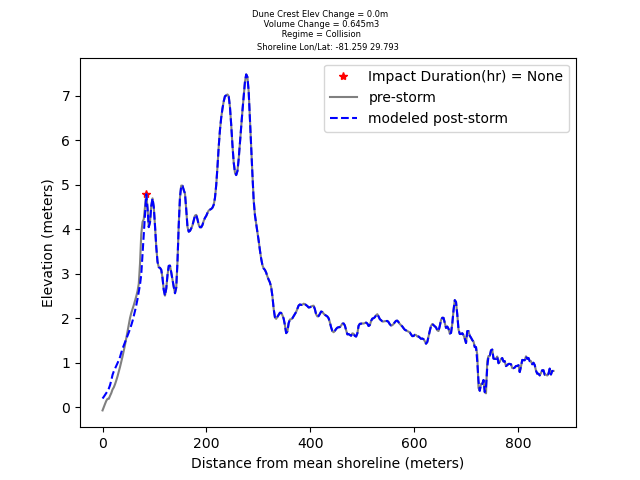 Dune Crest Elev Change = 0.0m
Volume Change = 0.645m3
Regime = Collision
Shoreline Lon/Lat: -81.259 29.793
Impact Duration(hr) = None
pre-storm
modeled post-storm
Elevation (meters)
7
6
5
4
3
2
1
0
0 200 400 600 800
Distance from mean shoreline (meters)